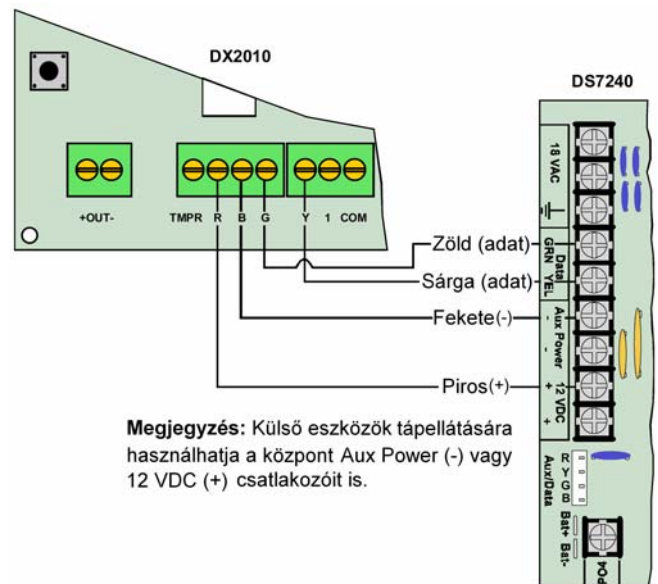 DX2010
DS7240
+OUT-
TMPR R B G Y 1 COM
18 VAC
Data
GRN YEL
Aux Power
- -
12 VDC
+ +
Zöld (adat)
Sárga (adat)
Fekete(-)
Piros(+)
Megjegyzés: Külső eszközök tápellátására
használhatja a központ Aux Power (-) vagy
12 VDC (+) csatlakozóit is.
Aux/Data
R
Y
G
B
Bat+ Bat-